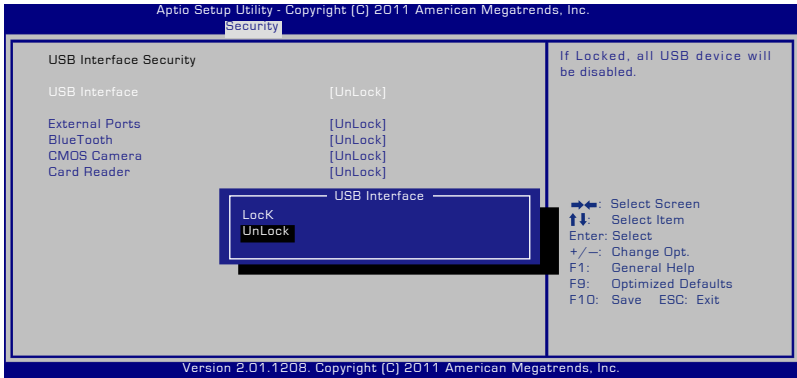 Aptio Setup Utility - Copyright (C) 2011 American Megatrends, Inc.
Security
USB Interface Security
USB Interface [UnLock]
External Ports [UnLock]
BlueTooth [UnLock]
CMOS Camera [UnLock]
Card Reader [UnLock]
USB Interface
LocK
UnLock
If Locked, all USB device will
be disabled.
→←: Select Screen
↑↓: Select Item
Enter: Select
+/—: Change Opt.
F1: General Help
F9: Optimized Defaults
F10: Save ESC: Exit
Version 2.01.1208. Copyright (C) 2011 American Megatrends, Inc.